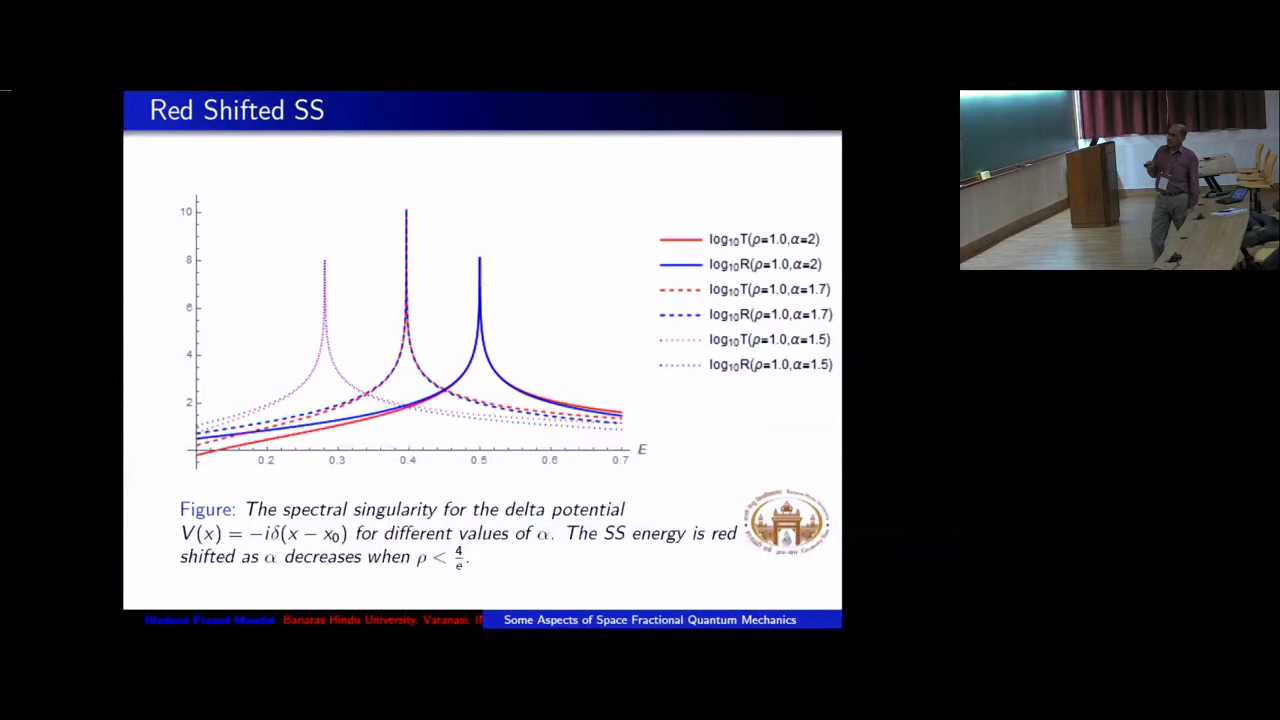 Red Shifted SS
10
8
6
4
2
0.2 0.3 0.4 0.5 0.6 0.7
E
log₁₀T(ρ=1.0,α=2)
log₁₀R(ρ=1.0,α=2)
log₁₀T(ρ=1.0,α=1.7)
log₁₀R(ρ=1.0,α=1.7)
log₁₀T(ρ=1.0,α=1.5)
log₁₀R(ρ=1.0,α=1.5)
Figure: The spectral singularity for the delta potential
V(x) = −iδ(x − x₀) for different values of α. The SS energy is red
shifted as α decreases when ρ < 4/e.
Bhabani Prasad Mandal Banaras Hindu University, Varanasi, IN
Some Aspects of Space Fractional Quantum Mechanics